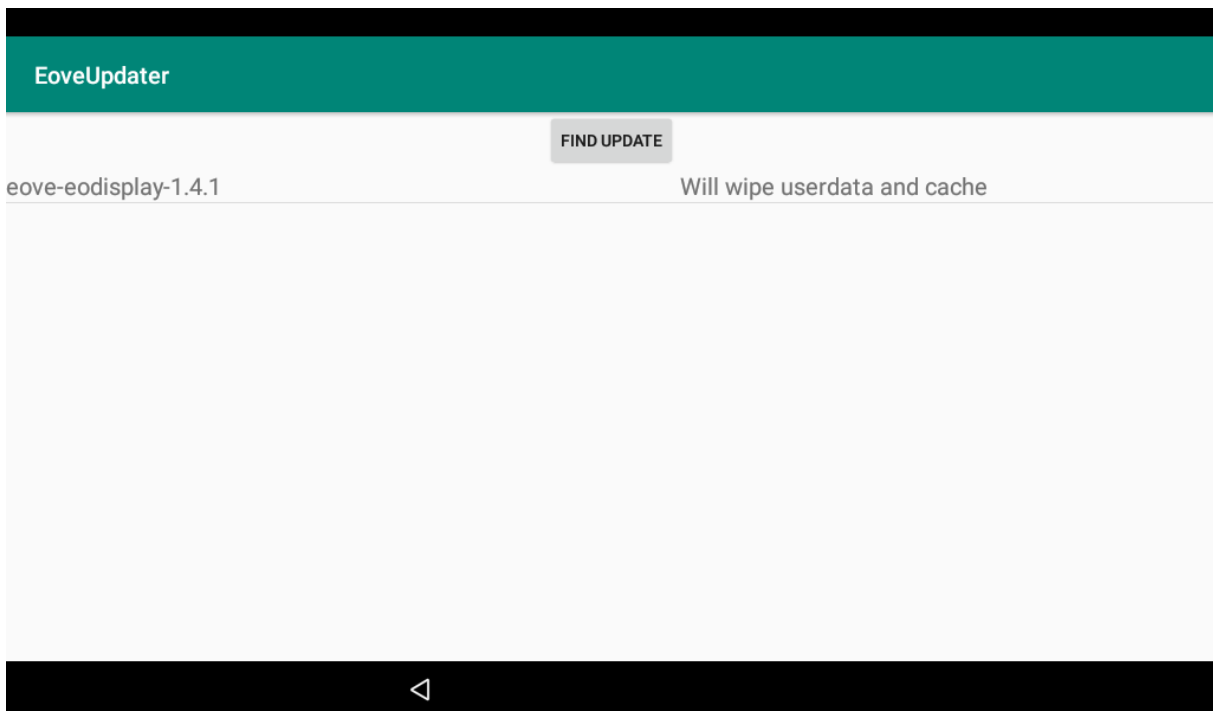 EoveUpdater
FIND UPDATE
eove-eodisplay-1.4.1 Will wipe userdata and cache